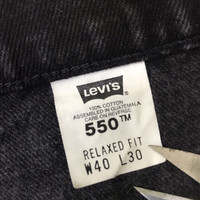 Levi's
100% COTTON
ASSEMBLED IN GUATEMALA
CARE ON REVERSE
550™
RELAXED FIT
W40 L30